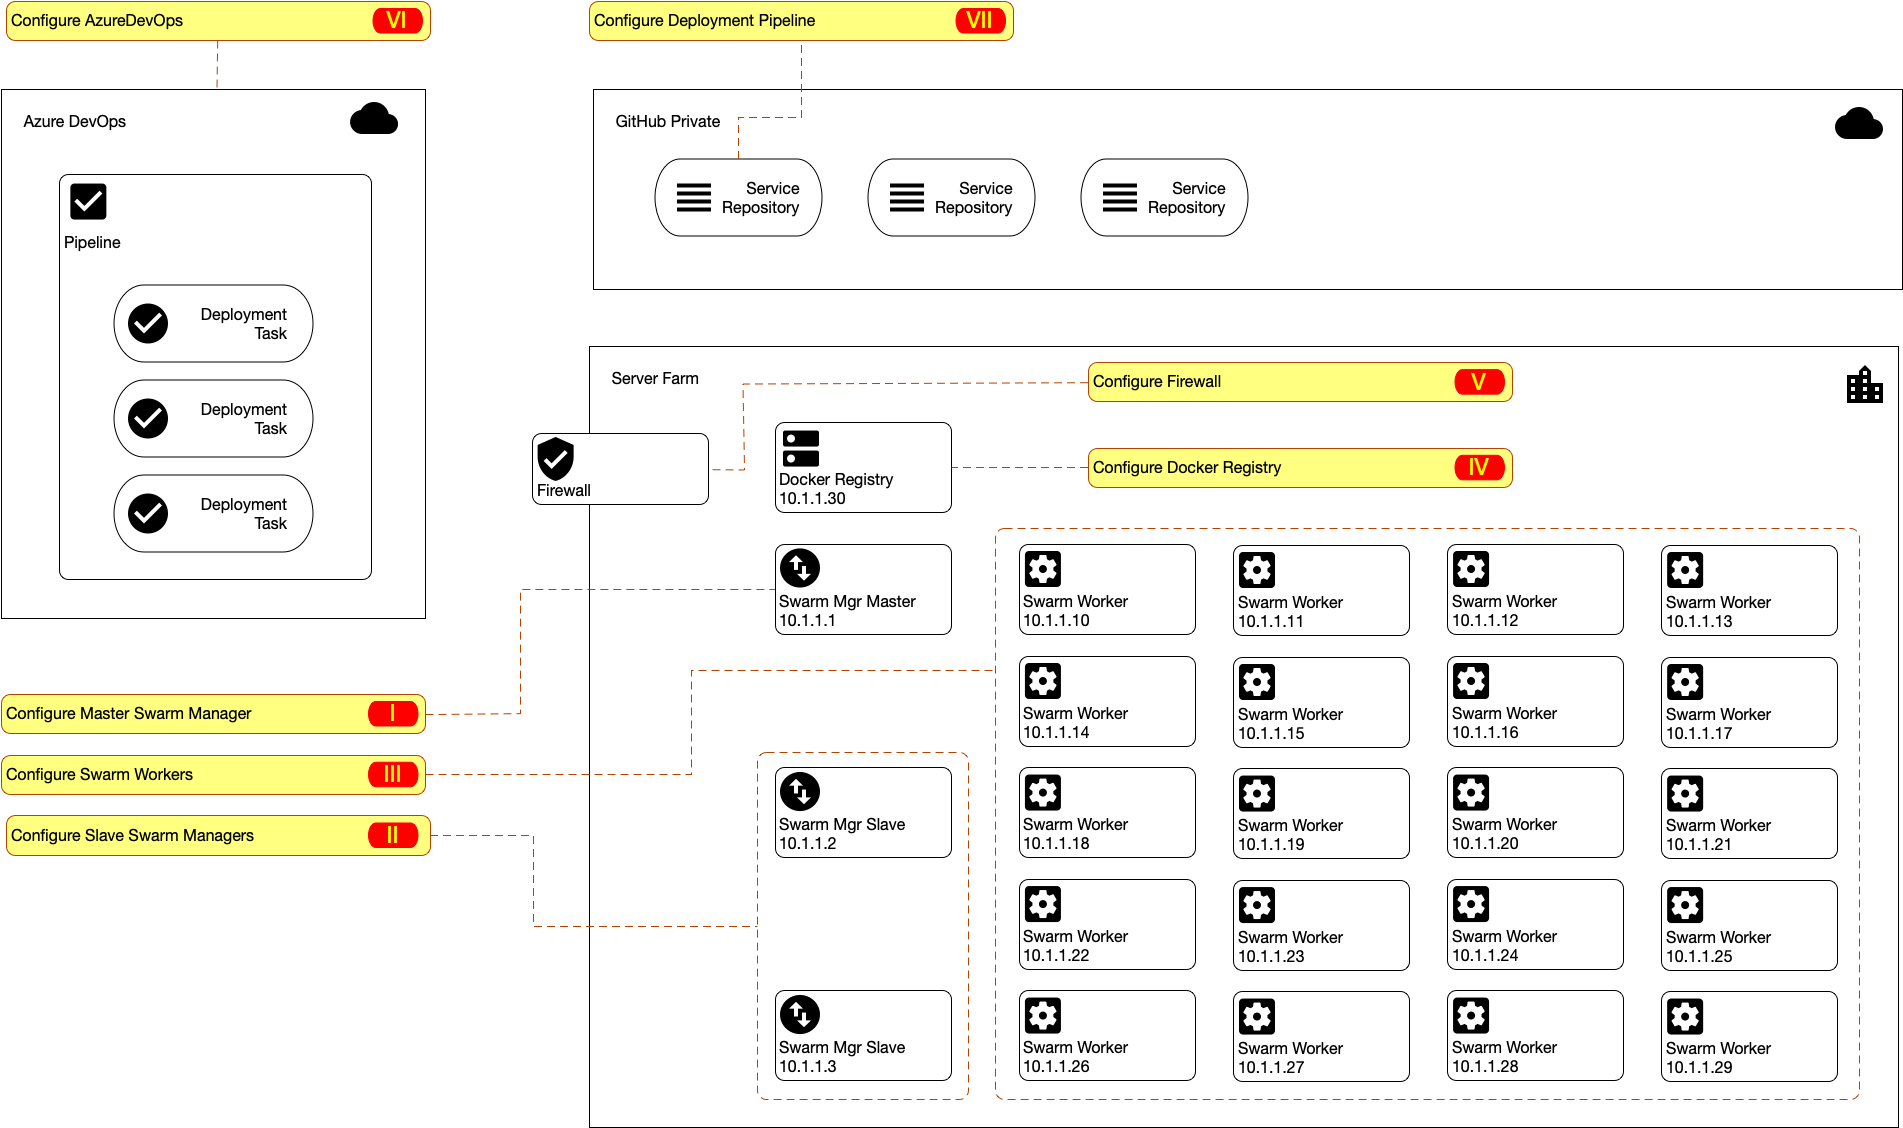 Configure AzureDevOps VI
Configure Deployment Pipeline VII
Azure DevOps
Pipeline
Deployment
Task
Deployment
Task
Deployment
Task
GitHub Private
Service
Repository
Service
Repository
Service
Repository
Server Farm
Configure Firewall V
Firewall
Docker Registry
10.1.1.30
Configure Docker Registry IV
Swarm Mgr Master
10.1.1.1
Configure Master Swarm Manager I
Configure Swarm Workers III
Configure Slave Swarm Managers II
Swarm Mgr Slave
10.1.1.2
Swarm Mgr Slave
10.1.1.3
Swarm Worker
10.1.1.10
Swarm Worker
10.1.1.11
Swarm Worker
10.1.1.12
Swarm Worker
10.1.1.13
Swarm Worker
10.1.1.14
Swarm Worker
10.1.1.15
Swarm Worker
10.1.1.16
Swarm Worker
10.1.1.17
Swarm Worker
10.1.1.18
Swarm Worker
10.1.1.19
Swarm Worker
10.1.1.20
Swarm Worker
10.1.1.21
Swarm Worker
10.1.1.22
Swarm Worker
10.1.1.23
Swarm Worker
10.1.1.24
Swarm Worker
10.1.1.25
Swarm Worker
10.1.1.26
Swarm Worker
10.1.1.27
Swarm Worker
10.1.1.28
Swarm Worker
10.1.1.29